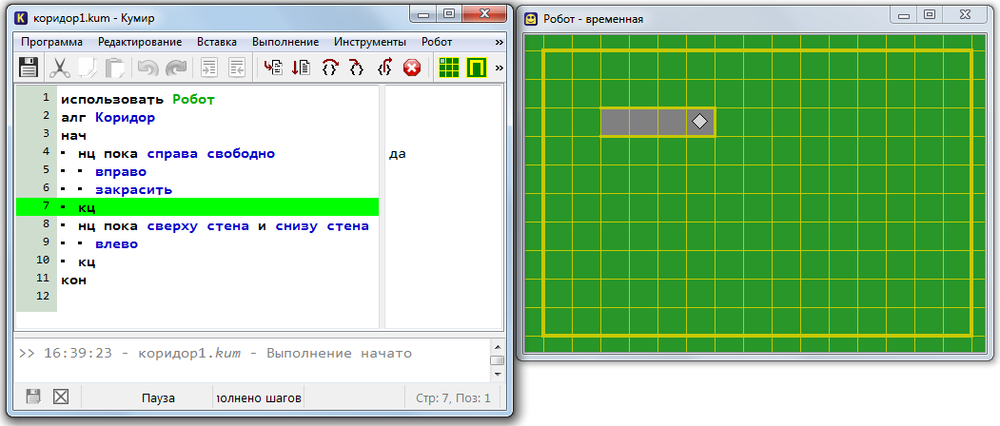 коридор1.kum - Кумир
Программа Редактирование Вставка Выполнение Инструменты Робот »
»
1 использовать Робот
2 алг Коридор
3 нач
4 нц пока справа свободно да
5 вправо
6 закрасить
7 кц
8 нц пока сверху стена и снизу стена
9 влево
10 кц
11 кон
12
>> 16:39:23 - коридор1.kum - Выполнение начато
Пауза полнено шагов Стр: 7, Поз: 1
Робот - временная